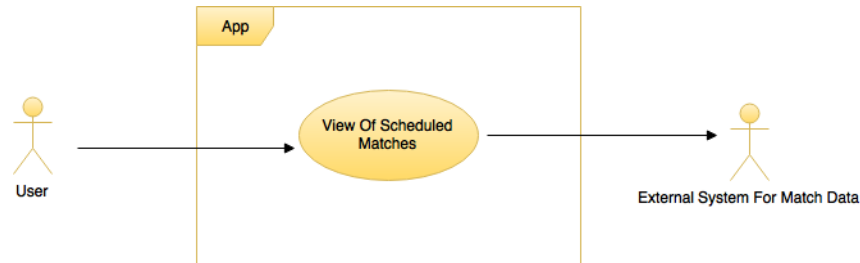 App
View Of Scheduled
Matches
User
External System For Match Data